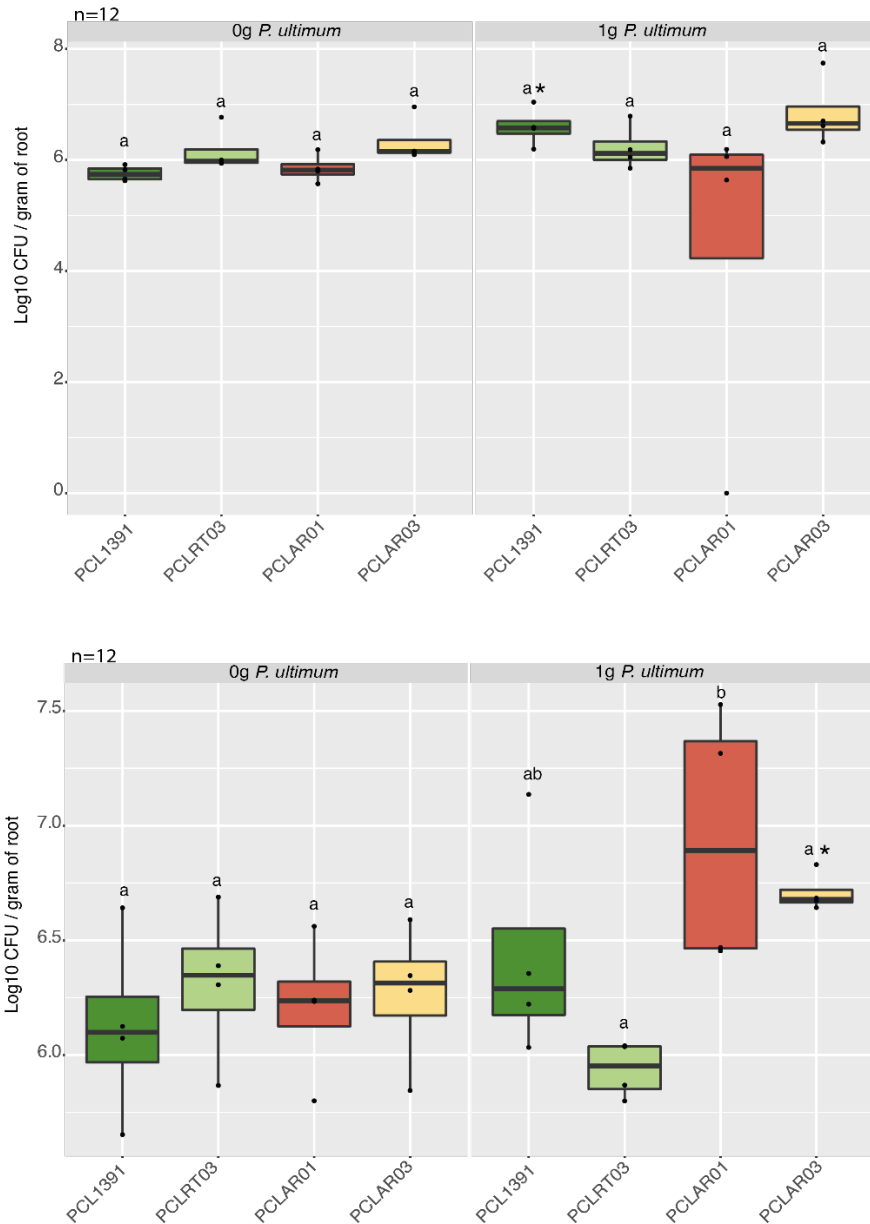 n=12
0g P. ultimum
1g P. ultimum
Log10 CFU / gram of root
8
6
4
2
0
a
a
a
a
a *
a
a
a
PCL1391
PCLRT03
PCLAR01
PCLAR03
PCL1391
PCLRT03
PCLAR01
PCLAR03
n=12
0g P. ultimum
1g P. ultimum
Log10 CFU / gram of root
7.5
7.0
6.5
6.0
a
a
a
a
ab
a
b
a *
PCL1391
PCLRT03
PCLAR01
PCLAR03
PCL1391
PCLRT03
PCLAR01
PCLAR03